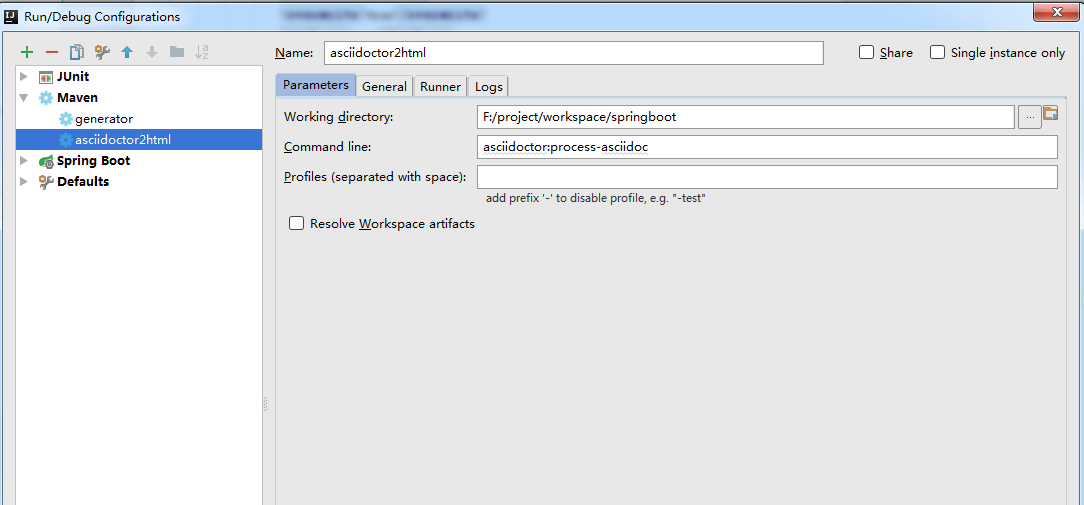 Run/Debug Configurations
Name: asciidoctor2html Share Single instance only
JUnit
Maven
generator
asciidoctor2html
Spring Boot
Defaults
Parameters General Runner Logs
Working directory: F:/project/workspace/springboot ...
Command line: asciidoctor:process-asciidoc
Profiles (separated with space):
add prefix '-' to disable profile, e.g. "-test"
Resolve Workspace artifacts